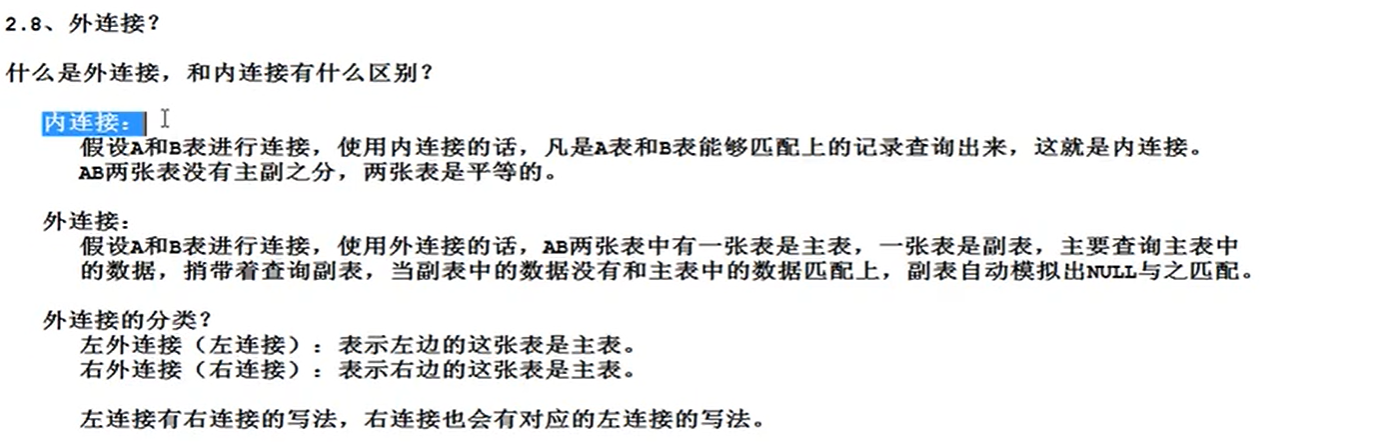 2.8、外连接？
什么是外连接，和内连接有什么区别？
内连接：
假设A和B表进行连接，使用内连接的话，凡是A表和B表能够匹配上的记录查询出来，这就是内连接。
AB两张表没有主副之分，两张表是平等的。
外连接：
假设A和B表进行连接，使用外连接的话，AB两张表中有一张表是主表，一张表是副表，主要查询主表中
的数据，捎带着查询副表，当副表中的数据没有和主表中的数据匹配上，副表自动模拟出NULL与之匹配。
外连接的分类？
左外连接（左连接）：表示左边的这张表是主表。
右外连接（右连接）：表示右边的这张表是主表。
左连接有右连接的写法，右连接也会有对应的左连接的写法。